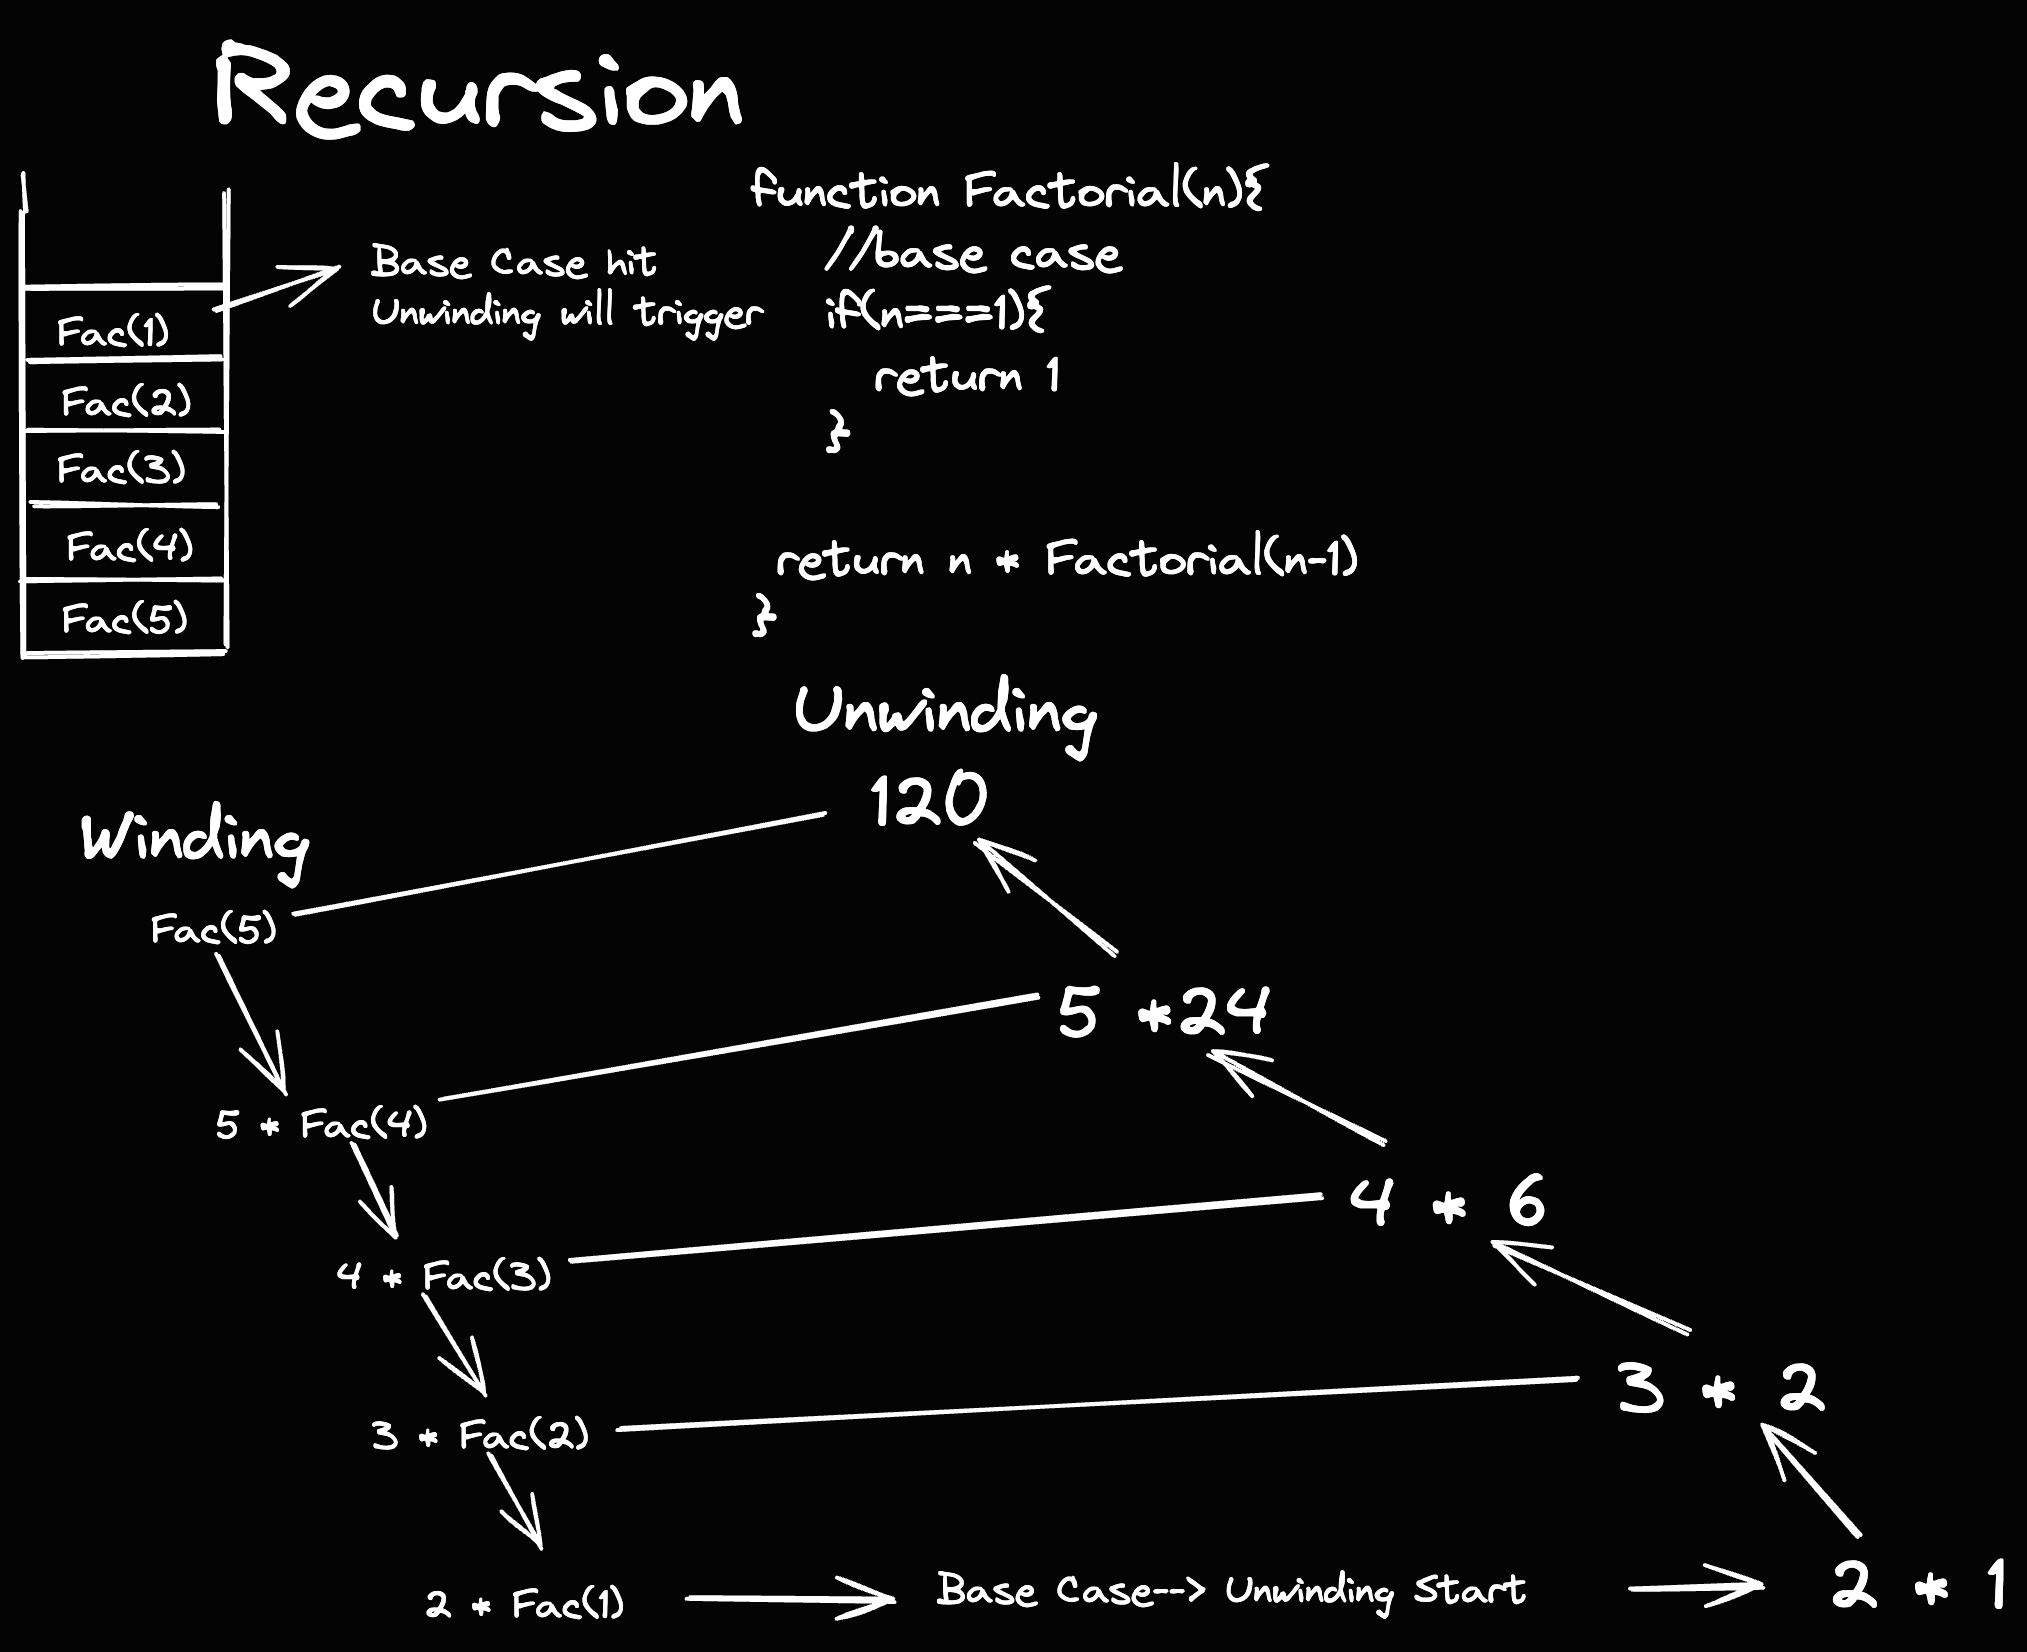 Recursion
Base Case hit
Unwinding will trigger
Fac(1)
Fac(2)
Fac(3)
Fac(4)
Fac(5)
function Factorial(n){
//base case
if(n===1){
return 1
}
return n * Factorial(n-1)
}
Unwinding
120
Winding
Fac(5)
5 *24
5 * Fac(4)
4 * 6
4 * Fac(3)
3 * 2
3 * Fac(2)
2 * Fac(1)
Base Case--> Unwinding Start
2 * 1